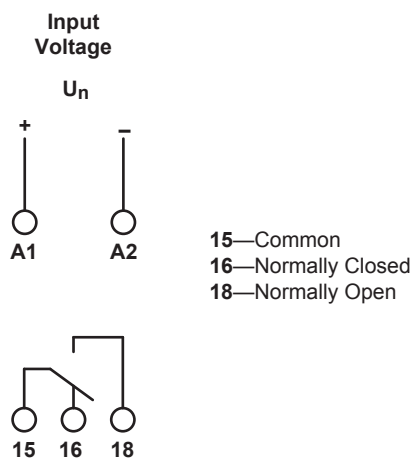 Input
Voltage
Un
+ –
A1 A2
15—Common
16—Normally Closed
18—Normally Open
15 16 18